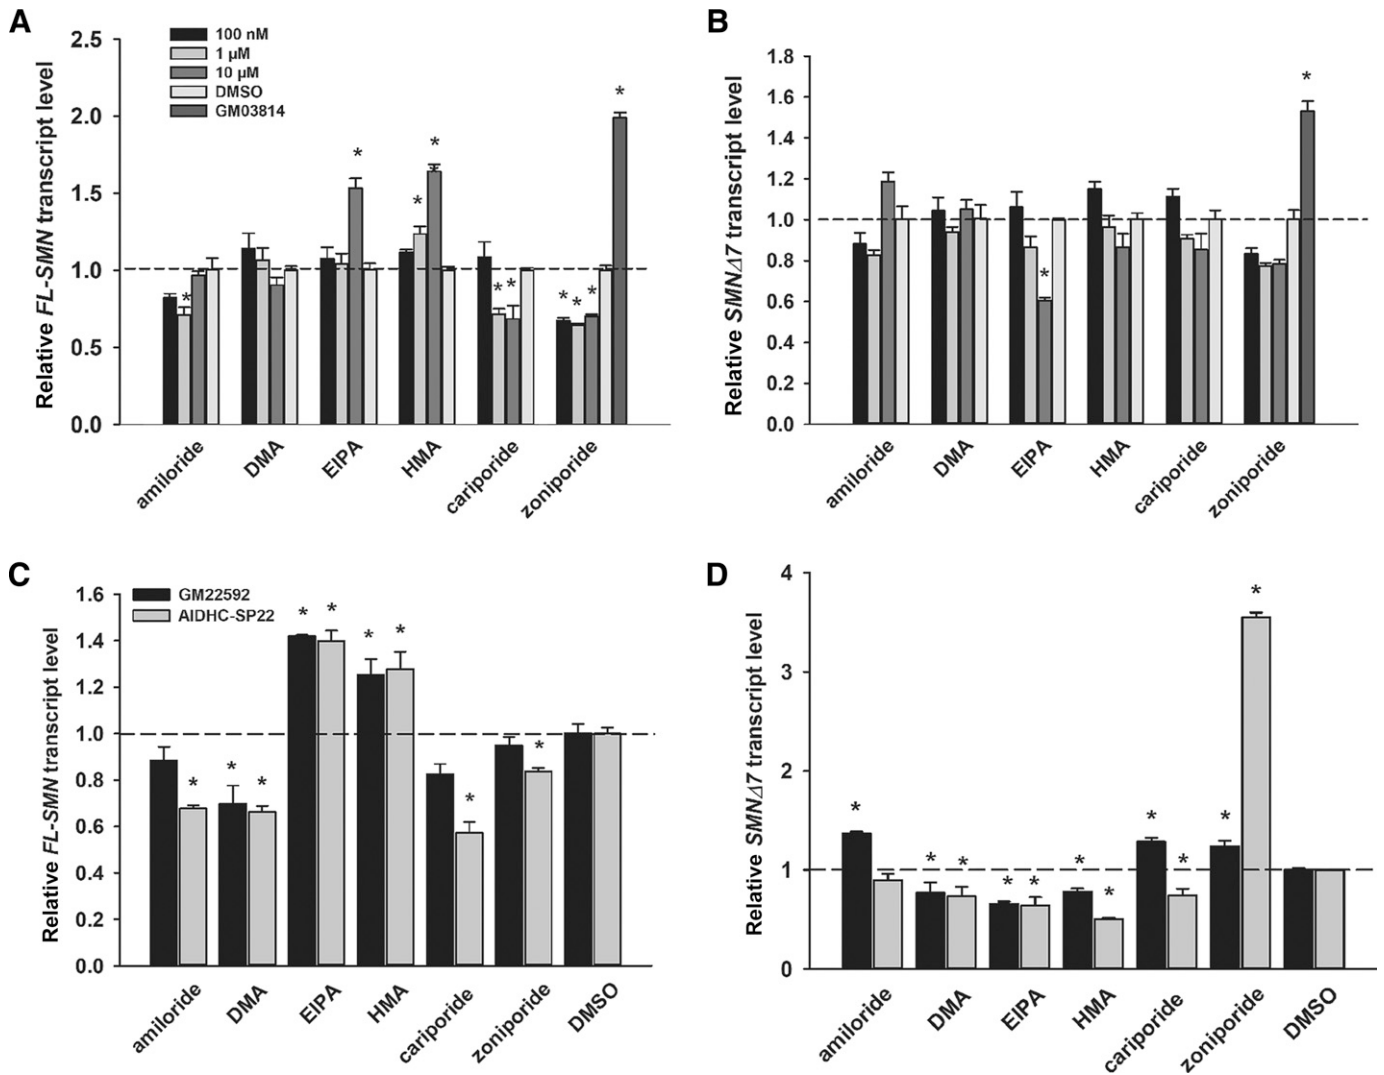 A
Relative FL-SMN transcript level
2.5
2.0
1.5
1.0
0.5
0.0
100 nM
1 µM
10 µM
DMSO
GM03814
* * * * * * * * * *
amiloride DMA EIPA HMA cariporide zoniporide
B
Relative SMNΔ7 transcript level
1.8
1.6
1.4
1.2
1.0
0.8
0.6
0.4
0.2
0.0
* *
amiloride DMA EIPA HMA cariporide zoniporide
C
Relative FL-SMN transcript level
1.6
1.4
1.2
1.0
0.8
0.6
0.4
0.2
0.0
GM22592
AIDHC-SP22
* * * * * * * * *
amiloride DMA EIPA HMA cariporide zoniporide DMSO
D
Relative SMNΔ7 transcript level
4
3
2
1
0
* * * * * * * * * * *
amiloride DMA EIPA HMA cariporide zoniporide DMSO